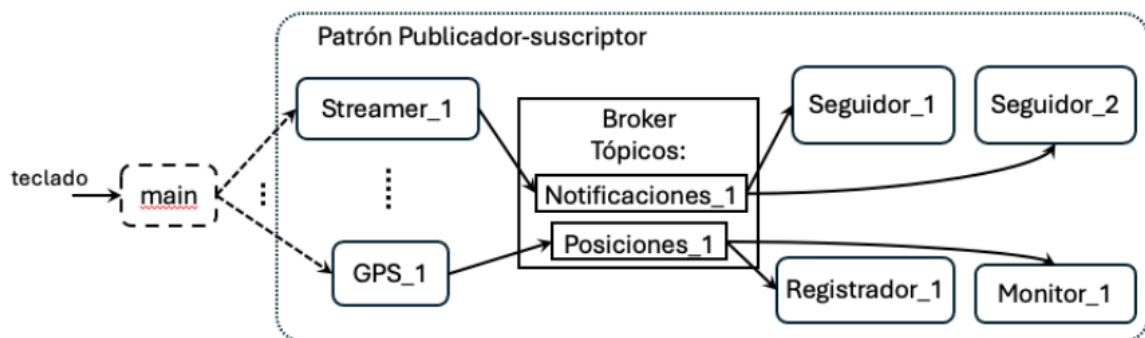 Patrón Publicador-suscriptor
Streamer_1
Seguidor_1
Seguidor_2
Broker
Tópicos:
teclado
main
Notificaciones_1
Posiciones_1
GPS_1
Registrador_1
Monitor_1